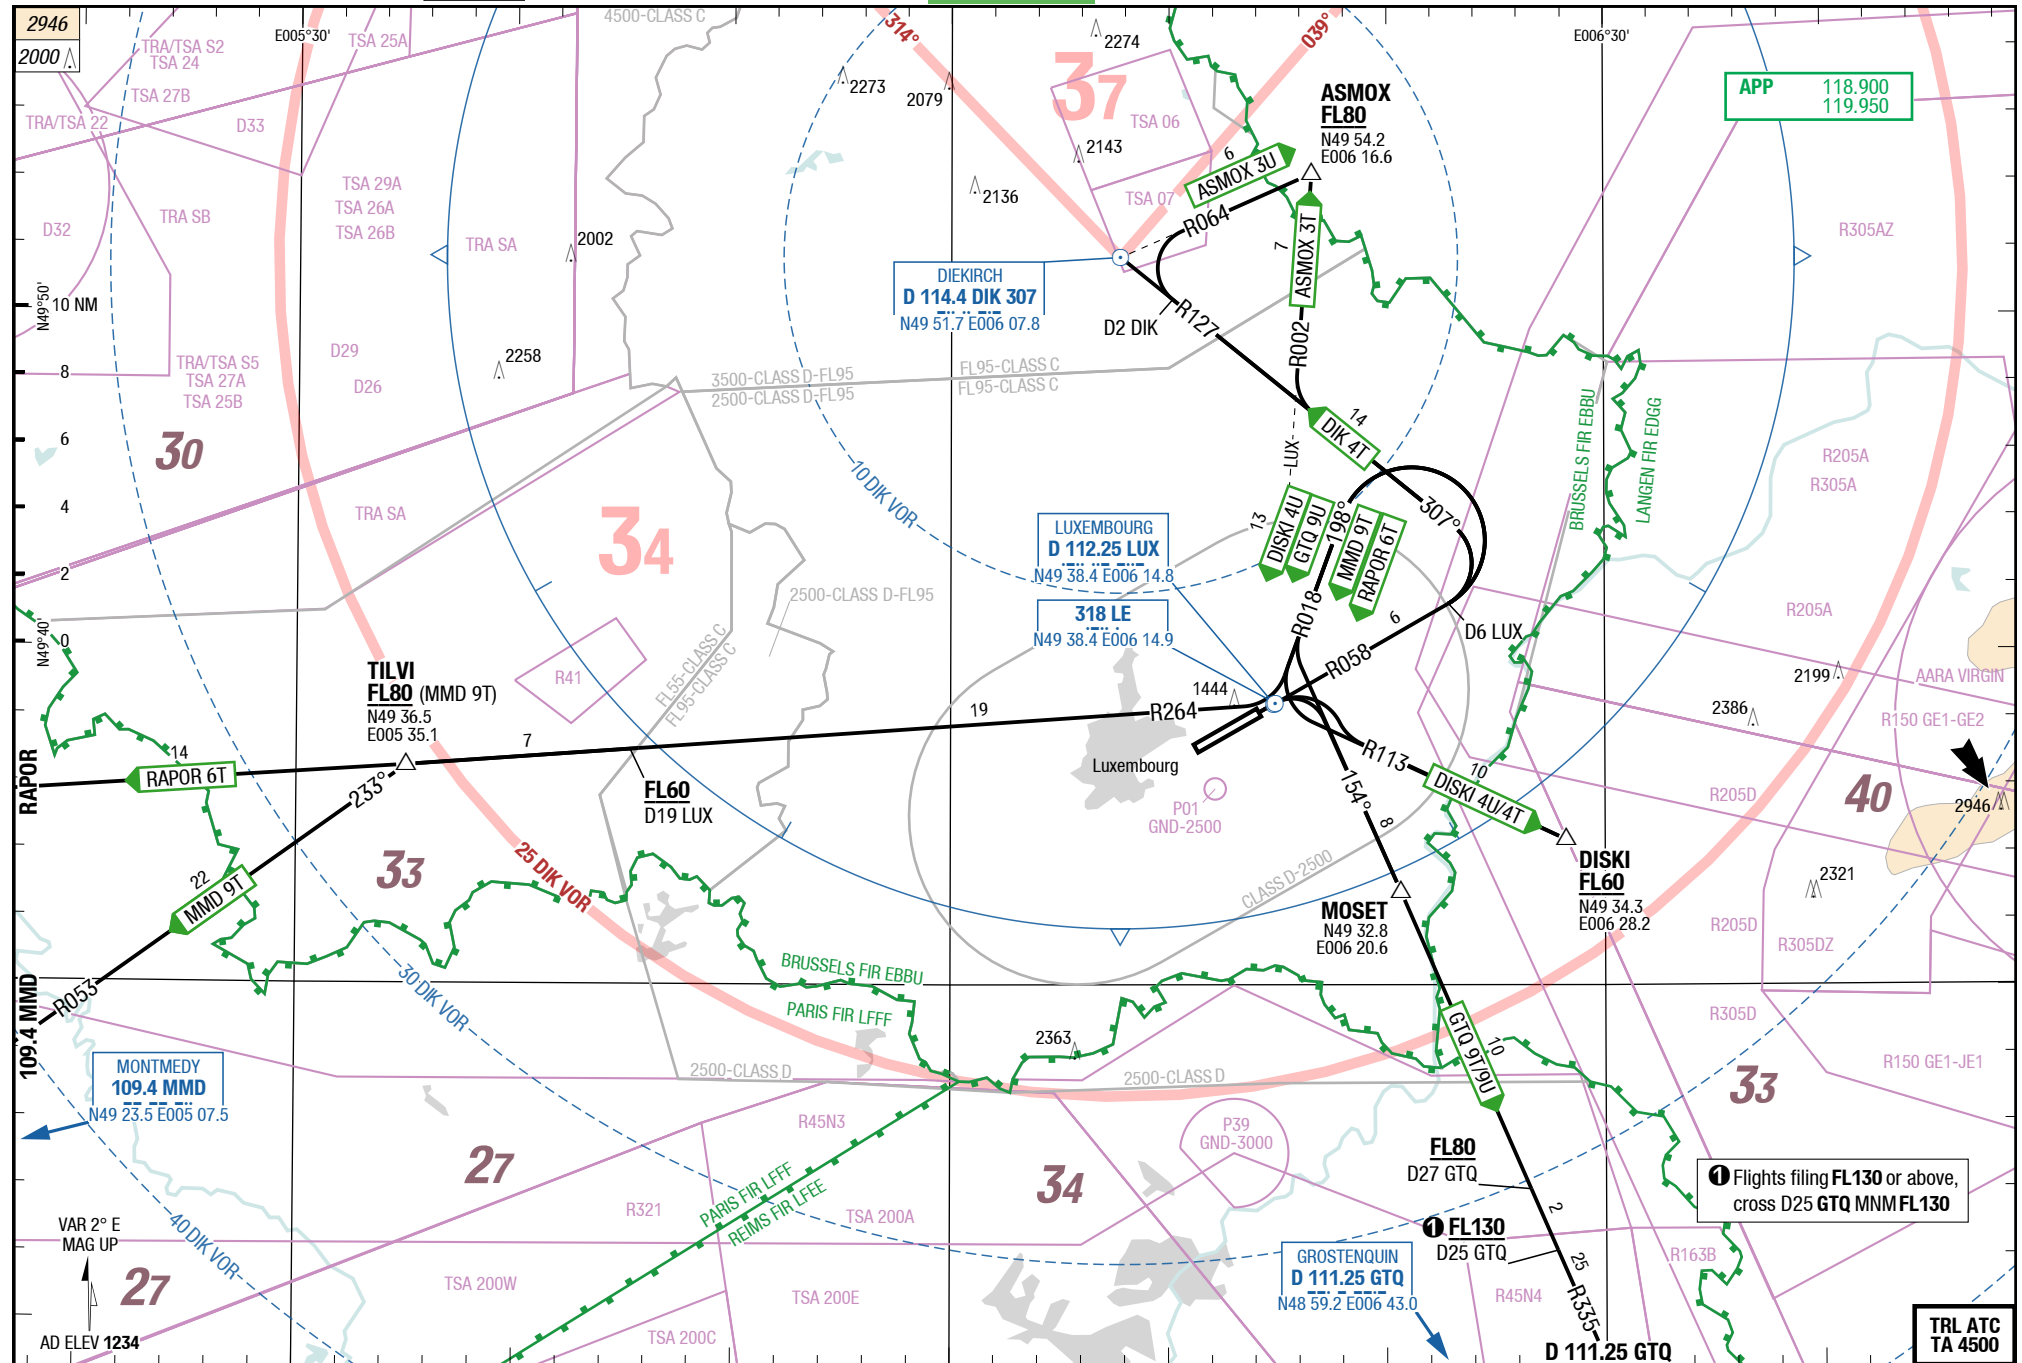 2946
2000
E005°30'
4500-CLASS C
314°
039°
E006°30'
TRA/TSA S2
TSA 24
TSA 25A
TSA 27B
TRA/TSA 22
D33
2273
2079
2274
37
TSA 06
2143
TSA 07
2136
ASMOX
FL80
N49 54.2
E006 16.6
APP 118.900
119.950
6
ASMOX 3U
R064
7
ASMOX 3T
R002
TSA 29A
TSA 26A
TSA 26B
D32
TRA SB
TRA SA
2002
R305AZ
DIEKIRCH
D 114.4 DIK 307
N49 51.7 E006 07.8
N49°50'
10 NM
8
6
4
2
0
D2 DIK
R127
TRA/TSA S5
TSA 27A
TSA 25B
D29
D26
2258
3500-CLASS D-FL95
2500-CLASS D-FL95
FL95-CLASS C
FL95-CLASS C
14
DIK 4T
LUX
BRUSSELS FIR EBBU
LANGEN FIR EDGG
R205A
R305A
30
TRA SA
34
10 DIK VOR
13
DISKI 4U
GTQ 9U
198°
MMD 9T
RAPOR 6T
307°
LUXEMBOURG
D 112.25 LUX
N49 38.4 E006 14.8
318 LE
N49 38.4 E006 14.9
2500-CLASS D-FL95
R018
6
D6 LUX
R058
R205A
N49°40'
R41
FL55-CLASS C
FL95-CLASS C
TILVI
FL80 (MMD 9T)
N49 36.5
E005 35.1
1444
19
R264
7
2199
AARA VIRGIN
2386
R150 GE1-GE2
RAPOR
14
RAPOR 6T
233°
FL60
D19 LUX
Luxembourg
P01
GND-2500
R113
10
DISKI 4U/4T
154°
8
R205D
40
2946
DISKI
FL60
N49 34.3
E006 28.2
2321
25 DIK VOR
33
22
MMD 9T
CLASS D-2500
MOSET
N49 32.8
E006 20.6
R205D
R305DZ
R053
109.4 MMD
30 DIK VOR
BRUSSELS FIR EBBU
PARIS FIR LFFF
R305D
2363
GTQ 9T/9U
10
MONTMEDY
109.4 MMD
N49 23.5 E005 07.5
2500-CLASS D
2500-CLASS D
R150 GE1-JE1
33
R45N3
P39
GND-3000
27
34
FL80
D27 GTQ
1 Flights filing FL130 or above,
cross D25 GTQ MNM FL130
R321
PARIS FIR LFFF
REIMS FIR LFEE
TSA 200A
2
1 FL130
D25 GTQ
VAR 2° E
MAG UP
40 DIK VOR
27
TSA 200W
TSA 200E
TSA 200C
GROSTENQUIN
D 111.25 GTQ
N48 59.2 E006 43.0
25
R335
R163B
R45N4
AD ELEV 1234
D 111.25 GTQ
TRL ATC
TA 4500